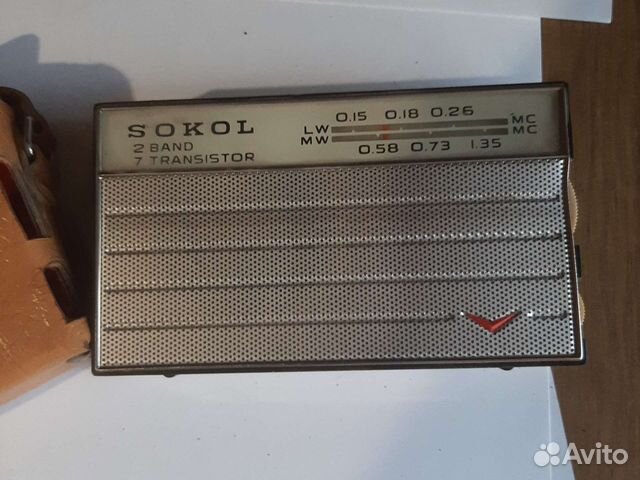 SOKOL
2 BAND
7 TRANSISTOR
0.15 0.18 0.26
LW MC
MW MC
0.58 0.73 1.35
Avito